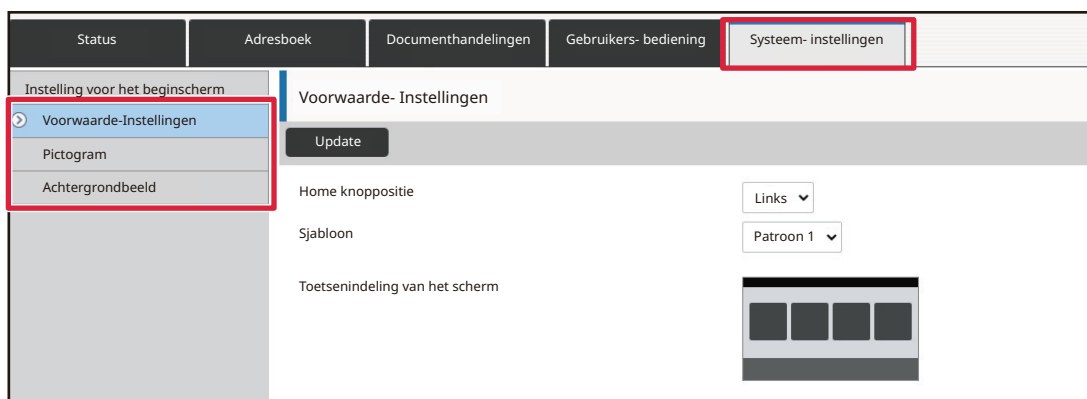 Status Adresboek Documenthandelingen Gebruikers- bediening Systeem- instellingen
Instelling voor het beginscherm
Voorwaarde-Instellingen
Pictogram
Achtergrondbeeld
Voorwaarde- Instellingen
Update
Home knoppositie Links
Sjabloon Patroon 1
Toetsenindeling van het scherm